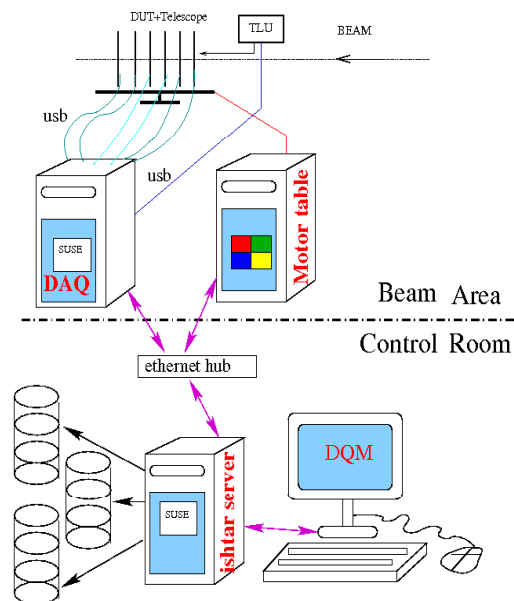 DUT+Telescope
TLU
BEAM
usb
usb
SUSE
DAQ
Motor table
Beam Area
Control Room
ethernet hub
DQM
SUSE
ishtar server